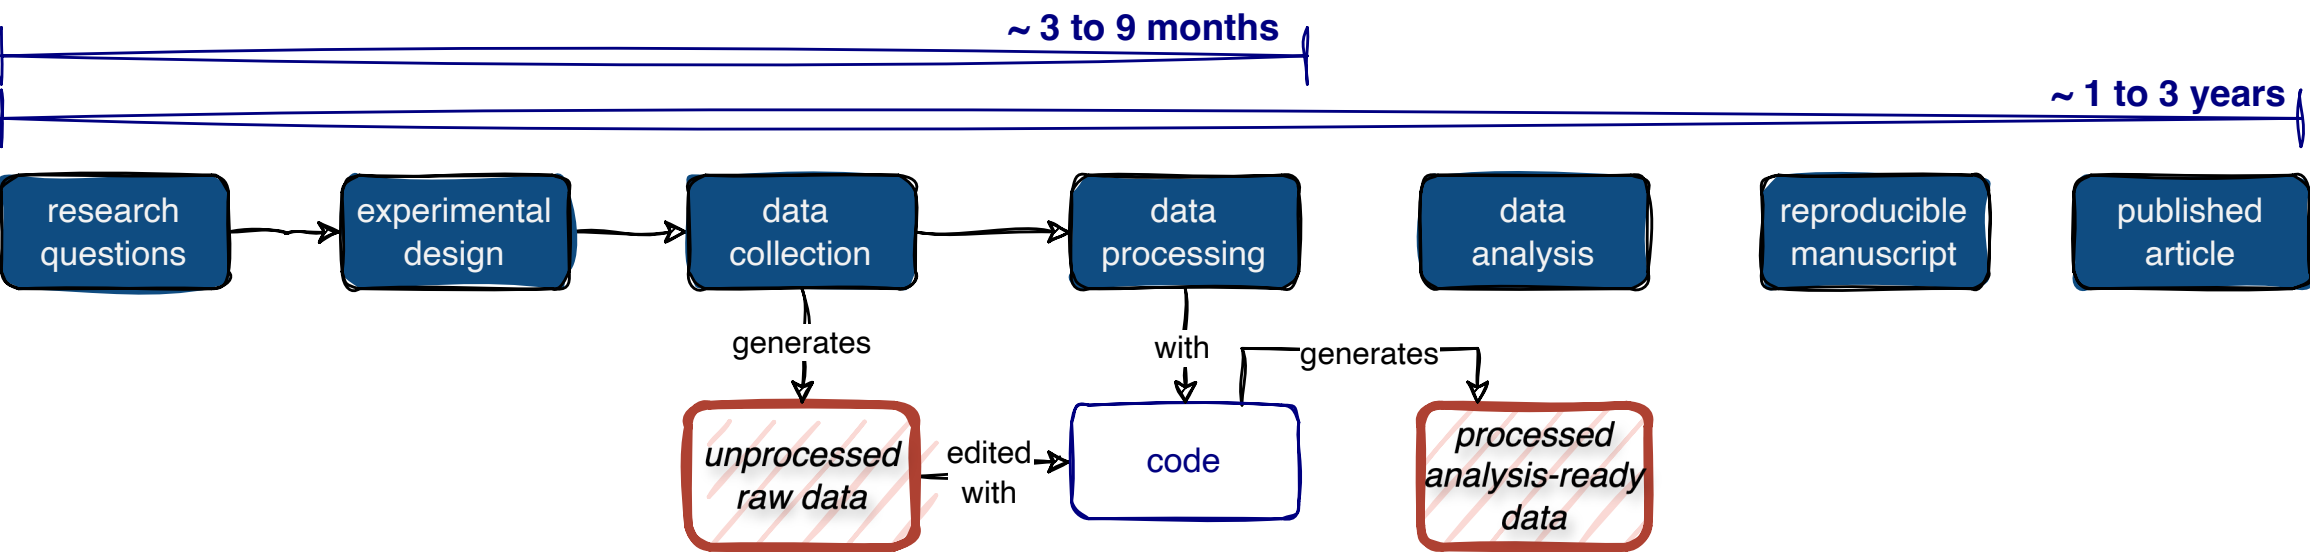 ~ 3 to 9 months
~ 1 to 3 years
research
questions
experimental
design
data
collection
data
processing
data
analysis
reproducible
manuscript
published
article
generates
with
generates
unprocessed
raw data
edited
with
code
processed
analysis-ready
data